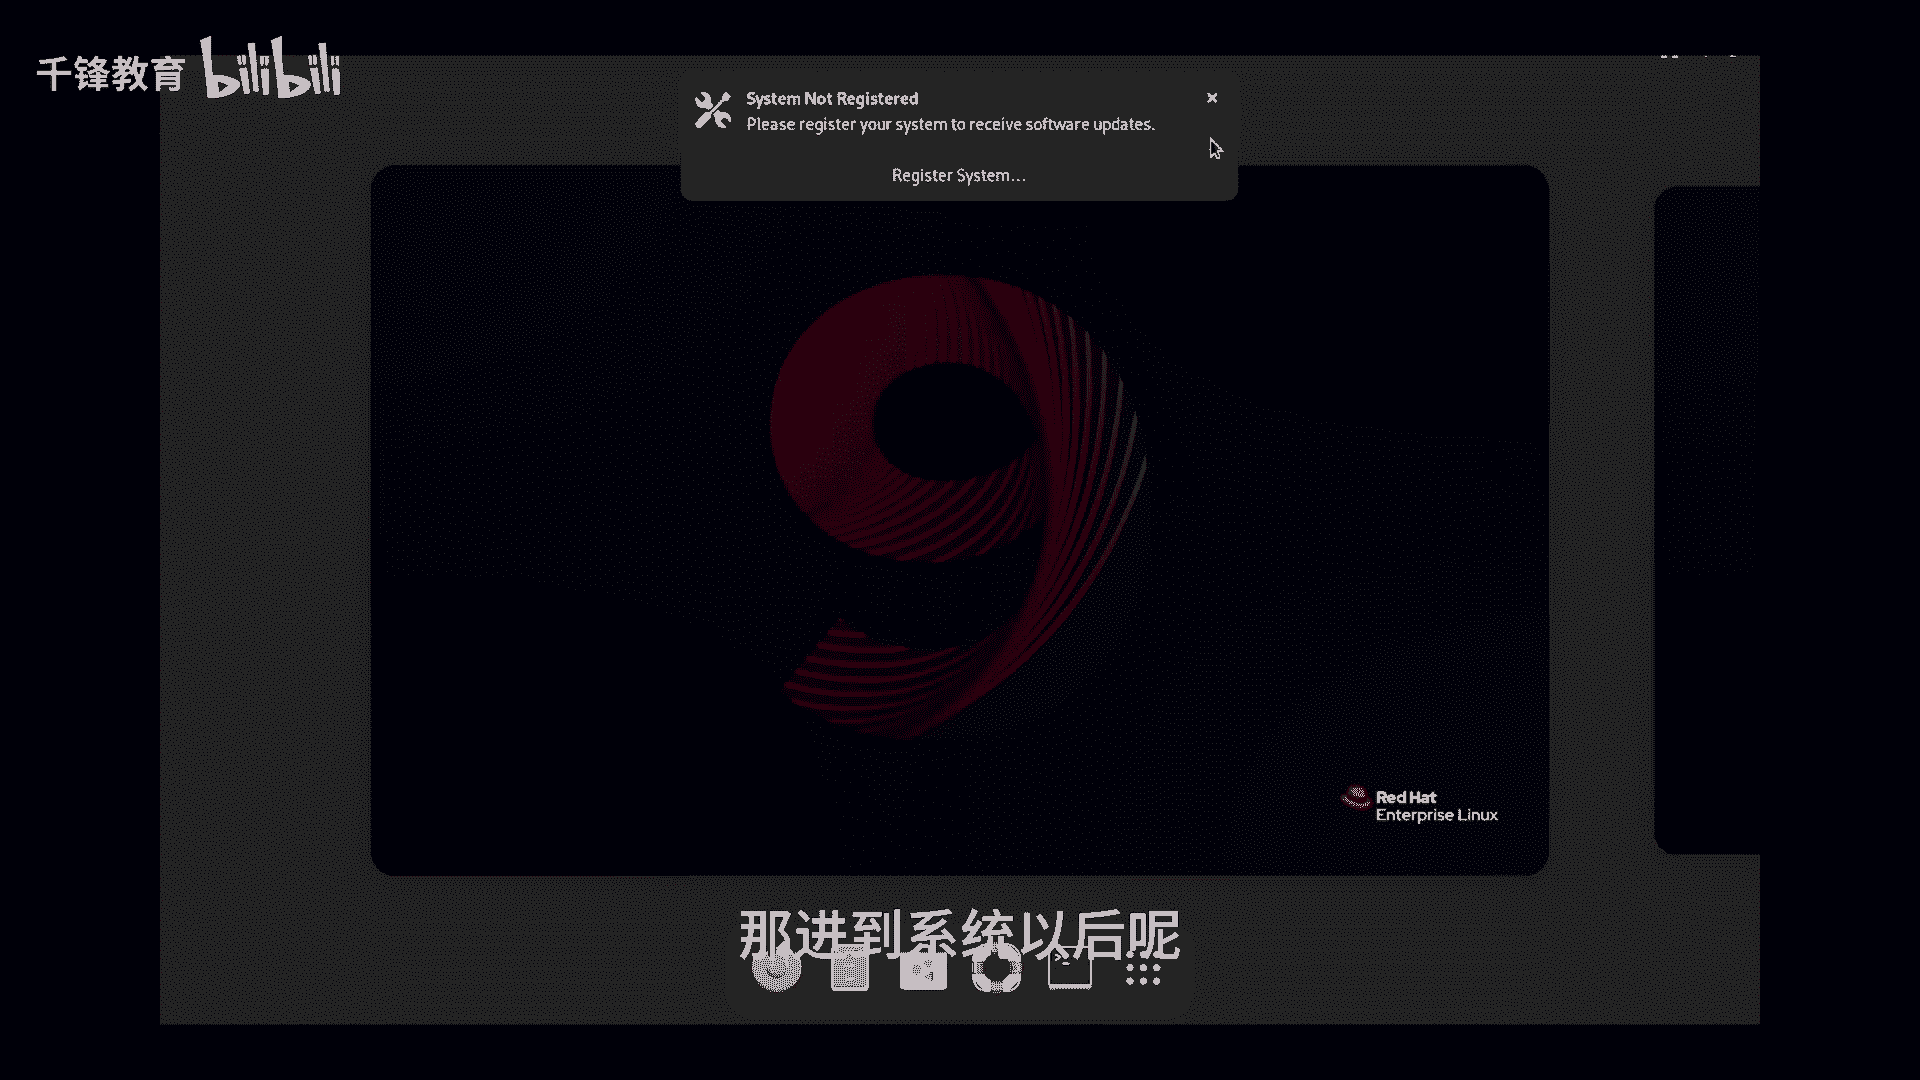 千锋教育 bilibili
System Not Registered
Please register your system to receive software updates.
Register System...
9
Red Hat
Enterprise Linux
那进到系统以后呢